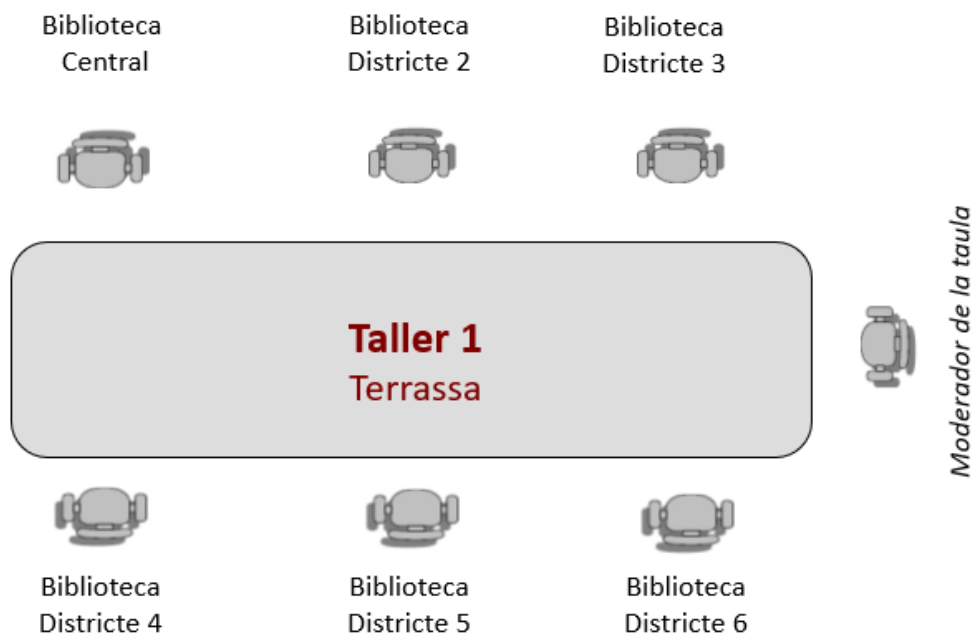 Biblioteca
Central
Biblioteca
Districte 2
Biblioteca
Districte 3
Taller 1
Terrassa
Moderador de la taula
Biblioteca
Districte 4
Biblioteca
Districte 5
Biblioteca
Districte 6